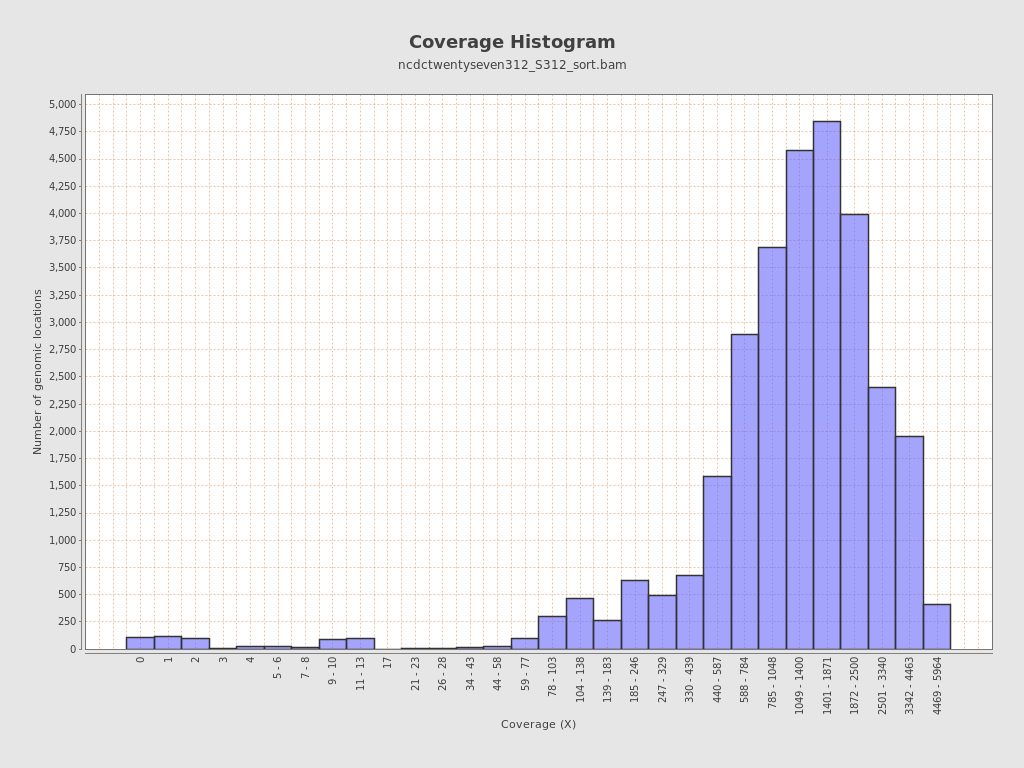 Coverage Histogram
ncdctwentyseven312_S312_sort.bam
Number of genomic locations
5,000
4,750
4,500
4,250
4,000
3,750
3,500
3,250
3,000
2,750
2,500
2,250
2,000
1,750
1,500
1,250
1,000
750
500
250
0
0
1
2
3
4
5 - 6
7 - 8
9 - 10
11 - 13
17
21 - 23
26 - 28
34 - 43
44 - 58
59 - 77
78 - 103
104 - 138
139 - 183
185 - 246
247 - 329
330 - 439
440 - 587
588 - 784
785 - 1048
1049 - 1400
1401 - 1871
1872 - 2500
2501 - 3340
3342 - 4463
4469 - 5964
Coverage (X)